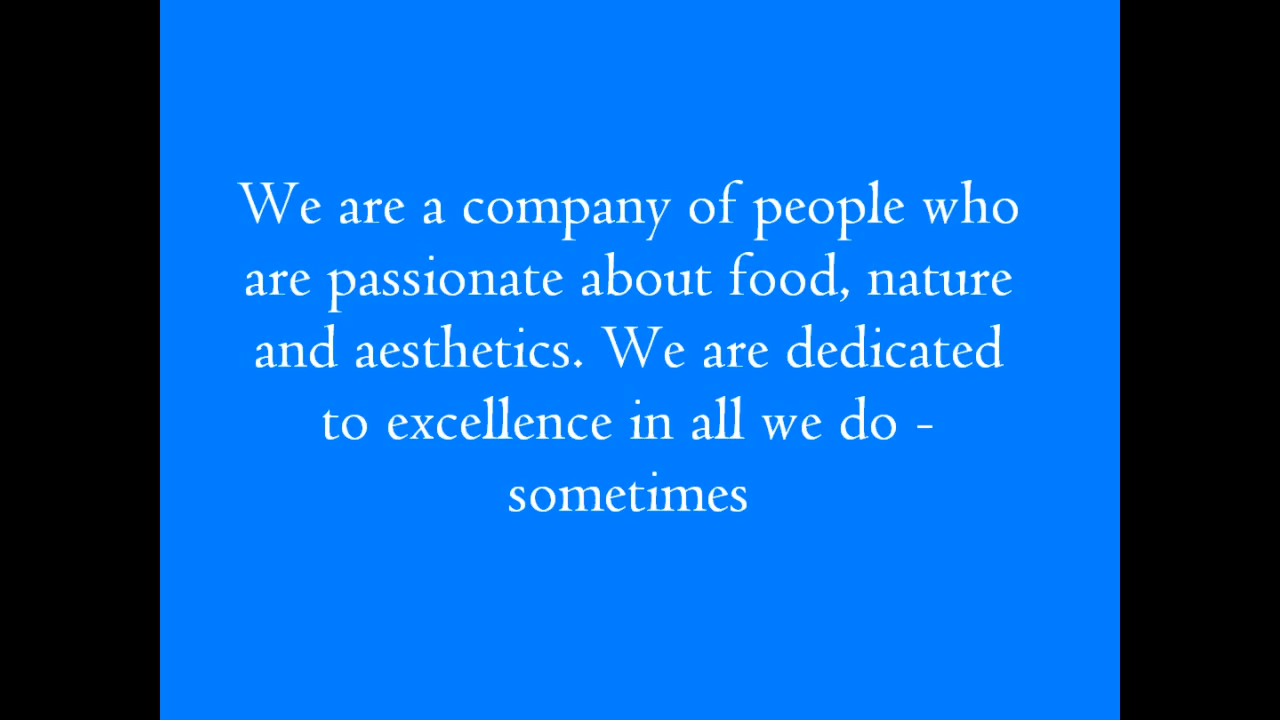 We are a company of people who
are passionate about food, nature
and aesthetics. We are dedicated
to excellence in all we do -
sometimes